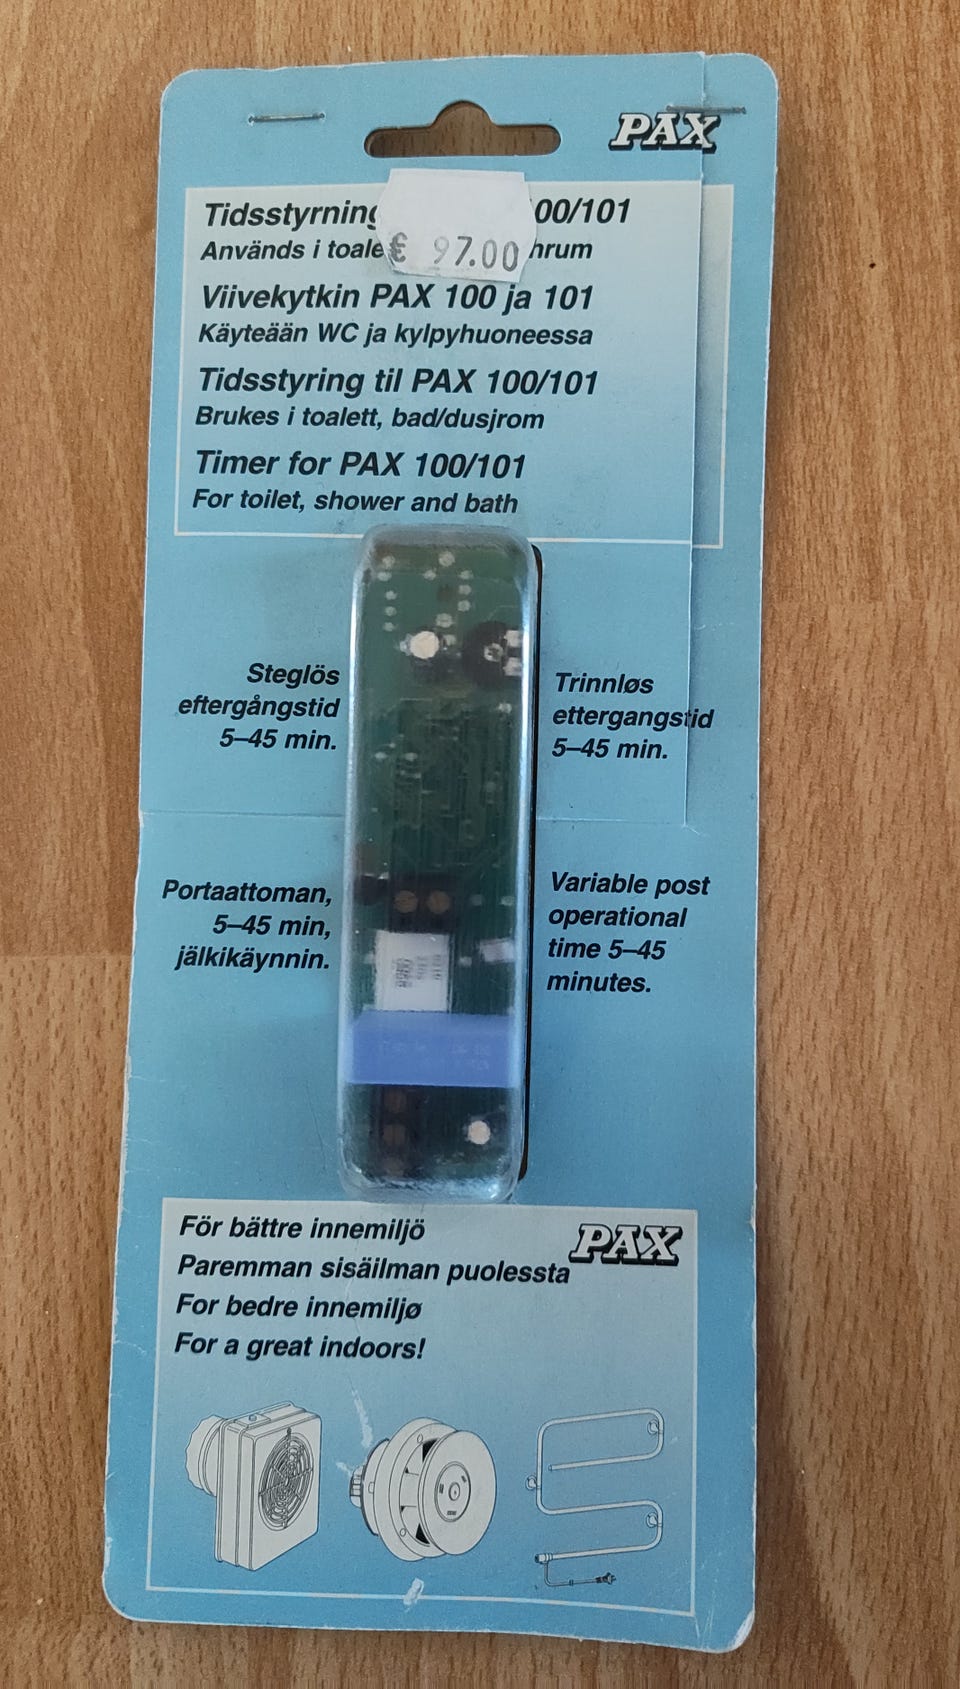 PAX
Tidsstyrning 00/101
Används i toale hrum
€ 97.00
Viivekytkin PAX 100 ja 101
Käyteään WC ja kylpyhuoneessa
Tidsstyring til PAX 100/101
Brukes i toalett, bad/dusjrom
Timer for PAX 100/101
For toilet, shower and bath
Steglös
eftergångstid
5–45 min.
Trinnløs
ettergangstid
5–45 min.
Portaattoman,
5–45 min,
jälkikäynnin.
Variable post
operational
time 5–45
minutes.
För bättre innemiljö
PAX
Paremman sisäilman puolessta
For bedre innemiljø
For a great indoors!